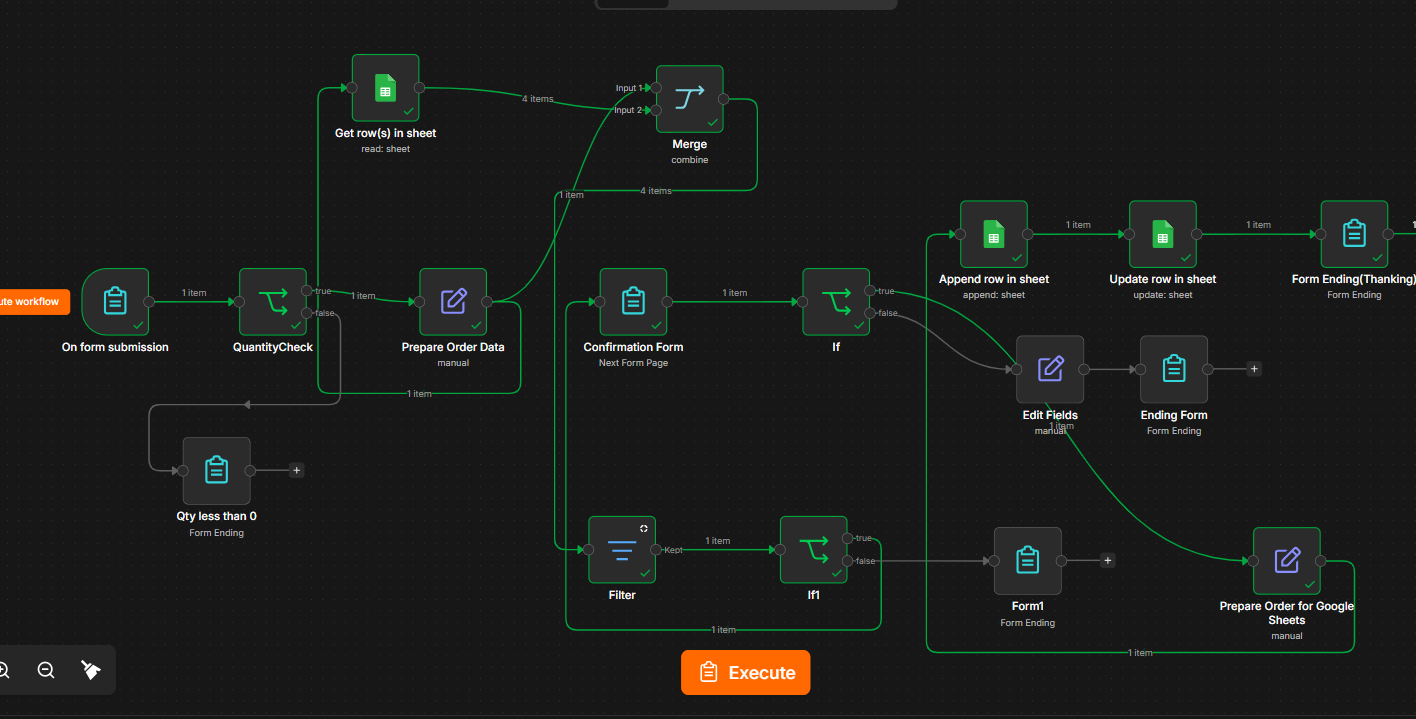 Get row(s) in sheet
read: sheet
4 items
Input 1
Input 2
Merge
combine
1 item
4 items
ute workflow
On form submission
1 item
QuantityCheck
true
false
1 item
Prepare Order Data
manual
1 item
Confirmation Form
Next Form Page
1 item
If
true
false
Append row in sheet
append: sheet
1 item
Update row in sheet
update: sheet
1 item
Form Ending(Thanking)
Form Ending
1
Edit Fields
manual
1 item
Ending Form
Form Ending
Qty less than 0
Form Ending
Filter
Kept
1 item
If1
true
false
1 item
Form1
Form Ending
Prepare Order for Google
Sheets
manual
1 item
Execute